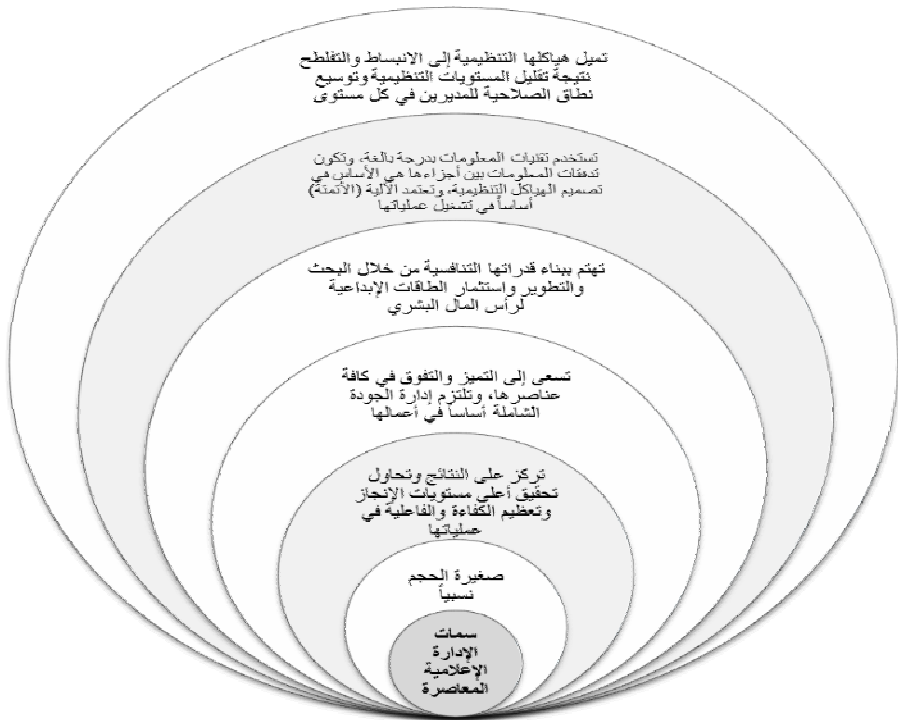 تميل هياكلها التنظيمية إلى الانبساط والتفلطح
نتيجة تقليل المستويات التنظيمية وتوسيع
نطاق الصلاحية للمديرين في كل مستوى
تستخدم تقنيات المعلومات بدرجة بالغة، وتكون
تدفقات المعلومات بين أجزاءها هي الأساس في
تصميم الهياكل التنظيمية، وتعتمد الآلية (الأتمتة)
أساساً في تشغيل عملياتها
تهتم ببناء قدراتها التنافسية من خلال البحث
والتطوير واستثمار الطاقات الإبداعية
لرأس المال البشري
تسعى إلى التميز والتفوق في كافة
عناصرها، وتلتزم إدارة الجودة
الشاملة أساساً في أعمالها
تركز على النتائج وتحاول
تحقيق أعلى مستويات الإنجاز
وتعظيم الكفاءة والفاعلية في
عملياتها
صغيرة الحجم
نسبياً
سمات
الإدارة
الإعلامية
المعاصرة